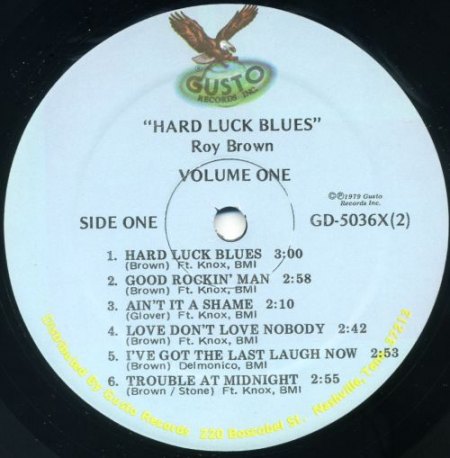 GUSTO
RECORDS INC.
"HARD LUCK BLUES"
Roy Brown
VOLUME ONE
©℗1979 Gusto
Records Inc.
SIDE ONE
GD-5036X(2)
1. HARD LUCK BLUES 3:00
(Brown) Ft. Knox, BMI
2. GOOD ROCKIN' MAN 2:58
(Brown) Ft. Knox, BMI
3. AIN'T IT A SHAME 2:10
(Glover) Ft. Knox, BMI
4. LOVE DON'T LOVE NOBODY 2:42
(Brown) Ft. Knox, BMI
5. I'VE GOT THE LAST LAUGH NOW 2:53
(Brown) Delmonico, BMI
6. TROUBLE AT MIDNIGHT 2:55
(Brown / Stone) Ft. Knox, BMI
Distributed By Gusto Records 220 Boscobel St. Nashville, Tenn. 37213